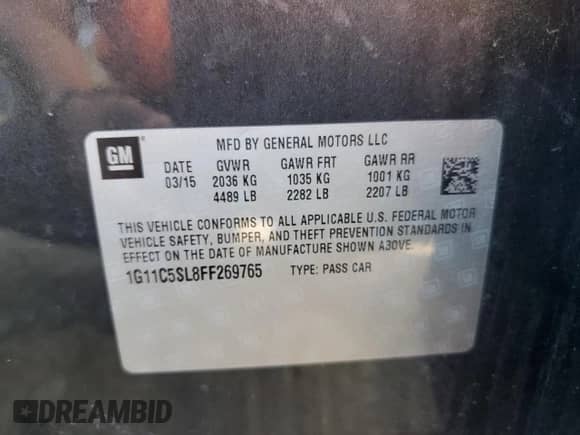 GM ®
MFD BY GENERAL MOTORS LLC
DATE GVWR GAWR FRT GAWR RR
03/15 2036 KG 1035 KG 1001 KG
4489 LB 2282 LB 2207 LB
THIS VEHICLE CONFORMS TO ALL APPLICABLE U.S. FEDERAL MOTOR
VEHICLE SAFETY, BUMPER, AND THEFT PREVENTION STANDARDS IN
EFFECT ON THE DATE OF MANUFACTURE SHOWN A3OVE.
1G11C5SL8FF269765 TYPE: PASS CAR
DREAMBID